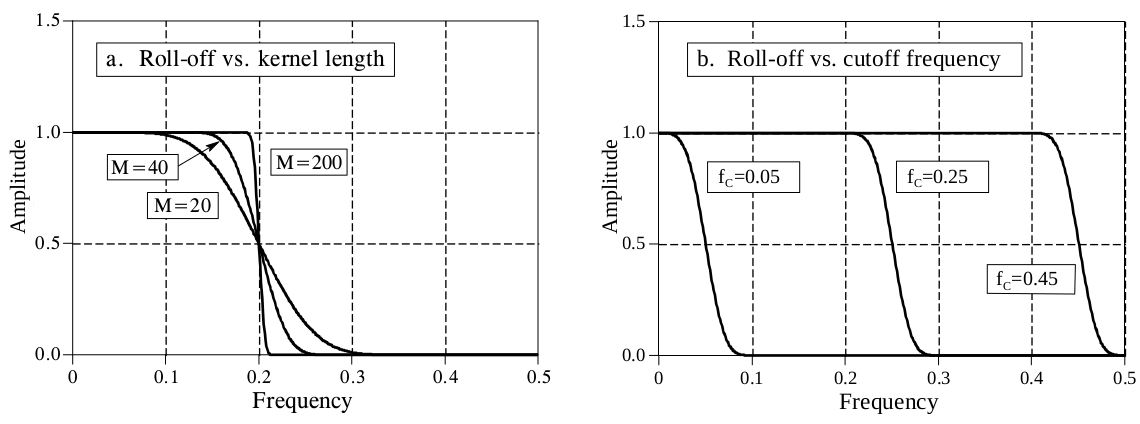 a. Roll-off vs. kernel length
1.5
1.0
0.5
0.0
Amplitude
M=40
M=20
M=200
0 0.1 0.2 0.3 0.4 0.5
Frequency
b. Roll-off vs. cutoff frequency
1.5
1.0
0.5
0.0
Amplitude
fC=0.05
fC=0.25
fC=0.45
0 0.1 0.2 0.3 0.4 0.5
Frequency